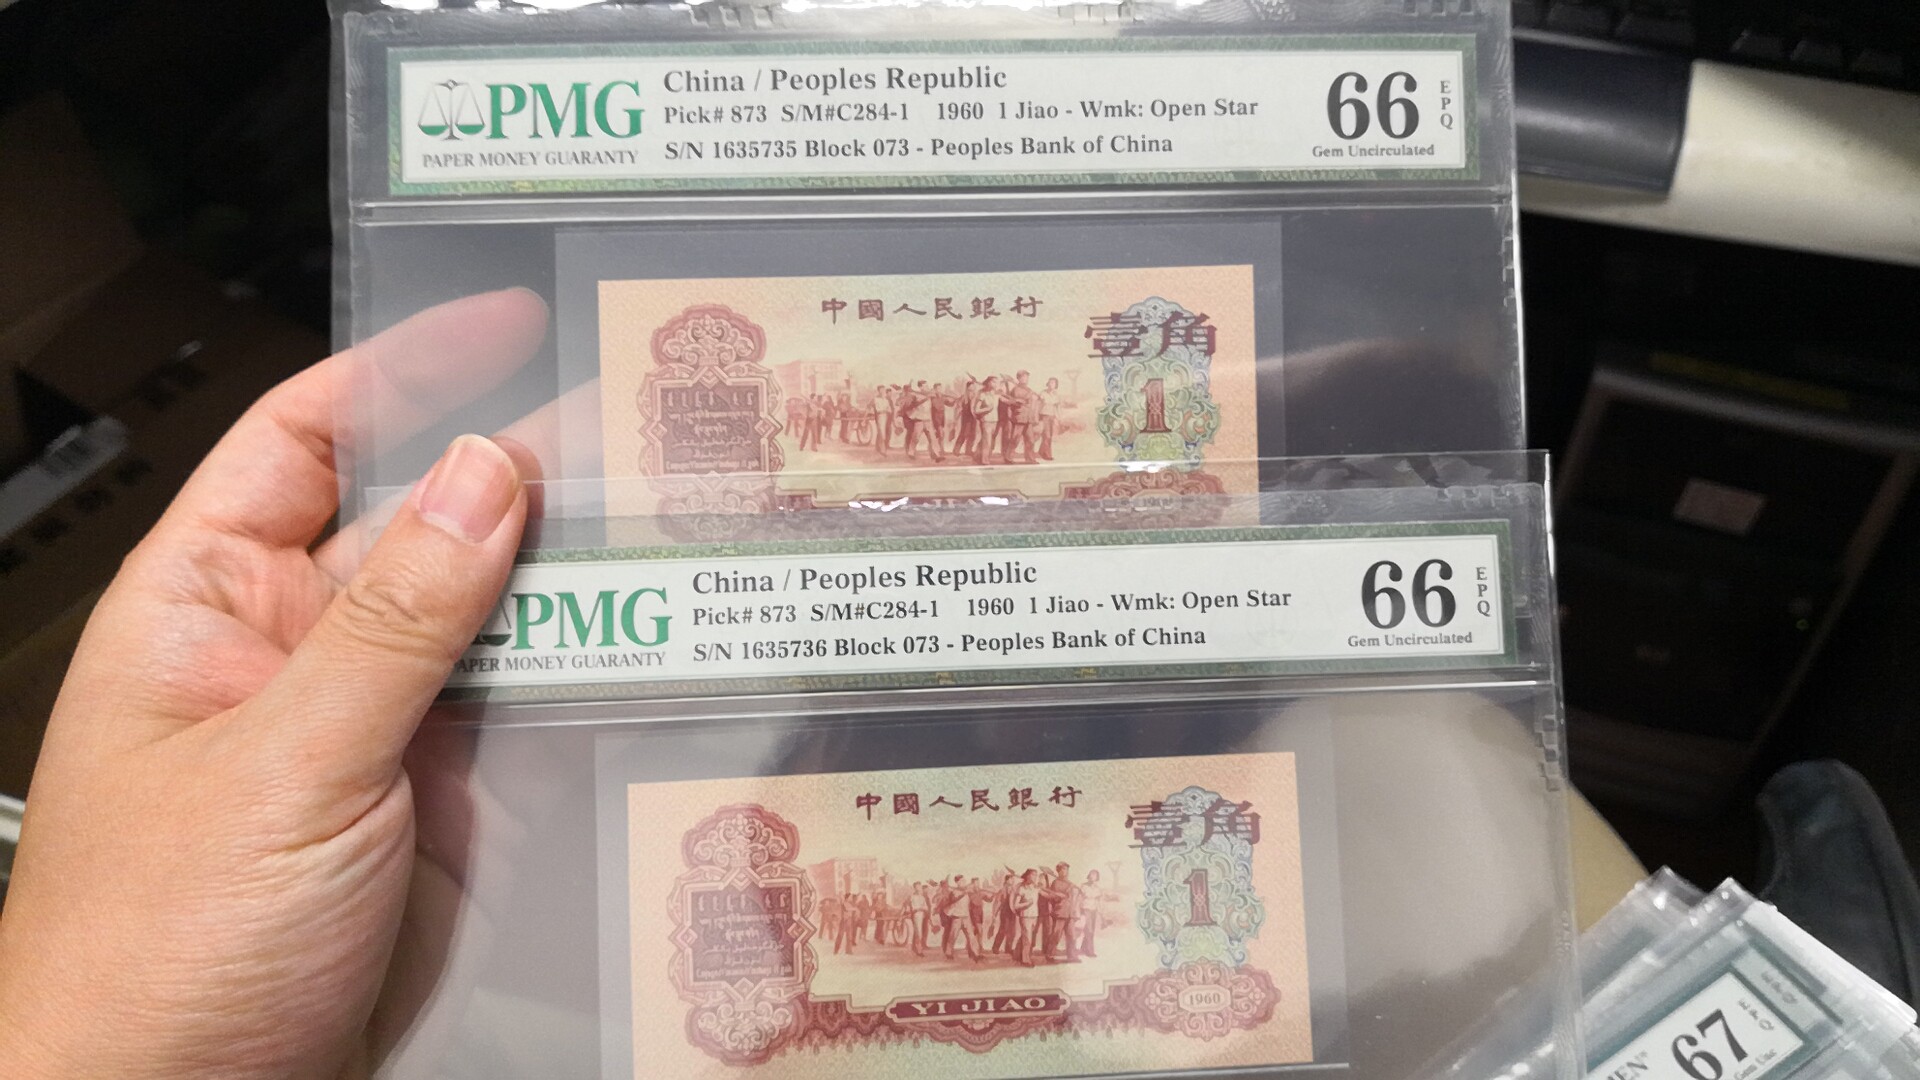 PMG
PAPER MONEY GUARANTY
China / Peoples Republic
Pick# 873 S/M#C284-1 1960 1 Jiao - Wmk: Open Star
S/N 1635735 Block 073 - Peoples Bank of China
66
EPQ
Gem Uncirculated
中國人民銀行
壹角
1
YI JIAO
1960
PMG
PAPER MONEY GUARANTY
China / Peoples Republic
Pick# 873 S/M#C284-1 1960 1 Jiao - Wmk: Open Star
S/N 1635736 Block 073 - Peoples Bank of China
66
EPQ
Gem Uncirculated
中國人民銀行
壹角
1
YI JIAO
1960
67